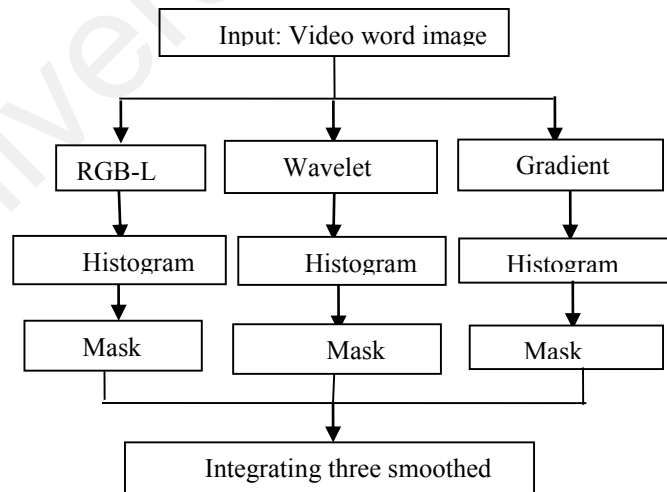 Input: Video word image
RGB-L
Wavelet
Gradient
Histogram
Histogram
Histogram
Mask
Mask
Mask
Integrating three smoothed